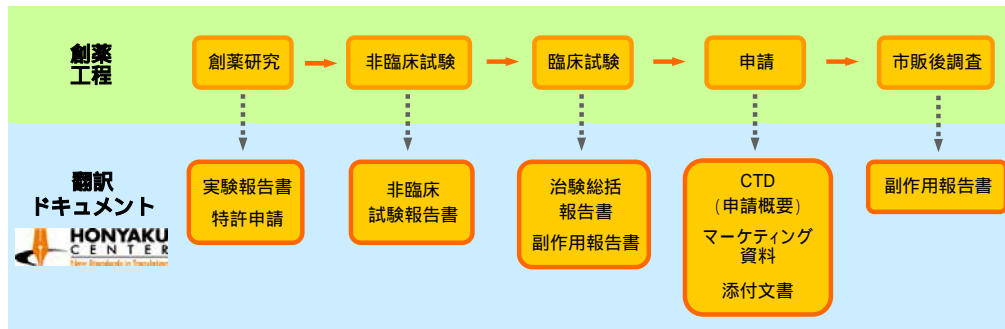 創薬
工程
創薬研究
非臨床試験
臨床試験
申請
市販後調査
翻訳
ドキュメント
HONYAKU
CENTER
New Standards in Translation
実験報告書
特許申請
非臨床
試験報告書
治験総括
報告書
副作用報告書
CTD
(申請概要)
マーケティング
資料
添付文書
副作用報告書